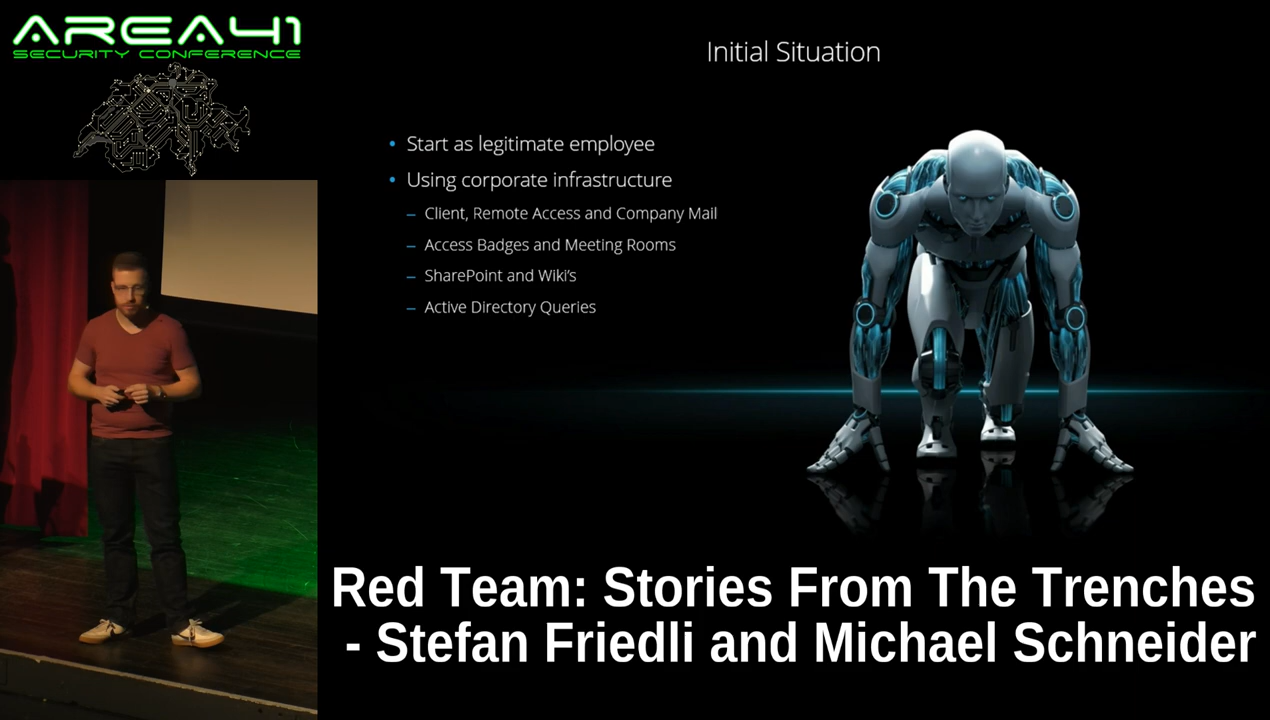 AREA41
SECURITY CONFERENCE
Initial Situation
• Start as legitimate employee
• Using corporate infrastructure
– Client, Remote Access and Company Mail
– Access Badges and Meeting Rooms
– SharePoint and Wiki's
– Active Directory Queries
Red Team: Stories From The Trenches
- Stefan Friedli and Michael Schneider